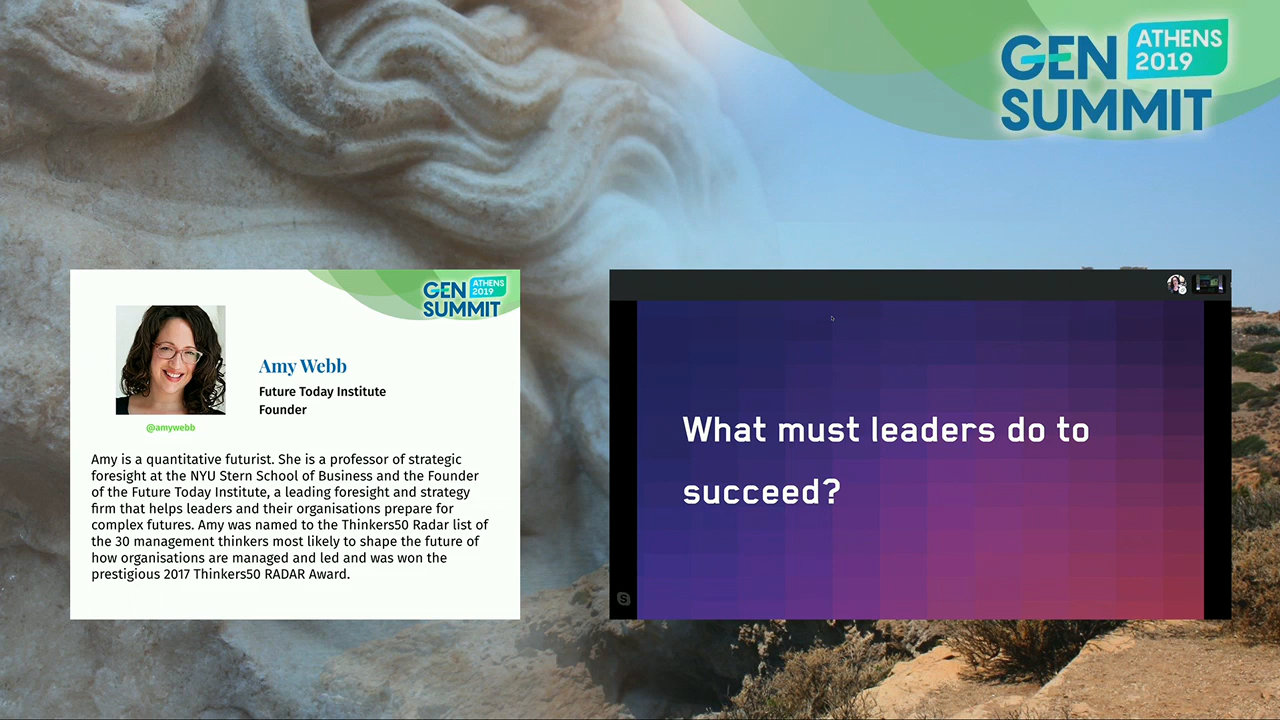 GEN ATHENS
2019
SUMMIT
GEN ATHENS
2019
SUMMIT
Amy Webb
Future Today Institute
Founder
@amywebb
Amy is a quantitative futurist. She is a professor of strategic
foresight at the NYU Stern School of Business and the Founder
of the Future Today Institute, a leading foresight and strategy
firm that helps leaders and their organisations prepare for
complex futures. Amy was named to the Thinkers50 Radar list of
the 30 management thinkers most likely to shape the future of
how organisations are managed and led and was won the
prestigious 2017 Thinkers50 RADAR Award.
What must leaders do to
succeed?